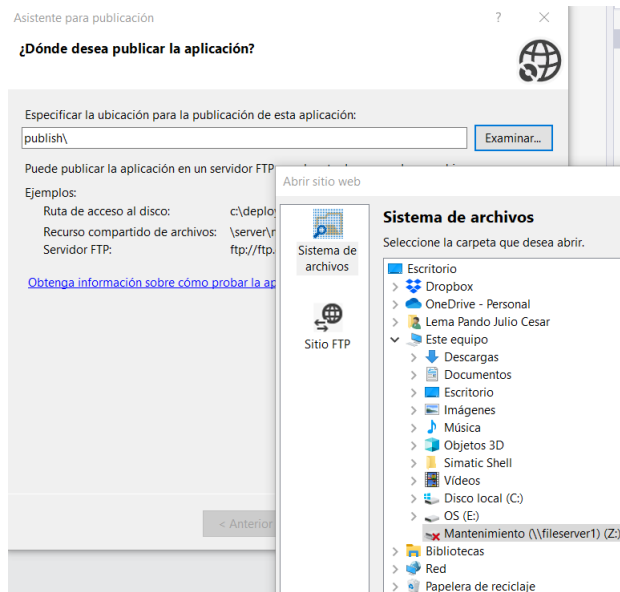 Asistente para publicación
?
¿Dónde desea publicar la aplicación?
Especificar la ubicación para la publicación de esta aplicación:
publish\
Examinar...
Puede publicar la aplicación en un servidor FTP
Ejemplos:
Ruta de acceso al disco: c:\deplo
Recurso compartido de archivos: \server\
Servidor FTP: ftp://ftp.
Obtenga información sobre cómo probar la ap
< Anterior
Abrir sitio web
Sistema de archivos
Sitio FTP
Sistema de archivos
Seleccione la carpeta que desea abrir.
Escritorio
Dropbox
OneDrive - Personal
Lema Pando Julio Cesar
Este equipo
Descargas
Documentos
Escritorio
Imágenes
Música
Objetos 3D
Simatic Shell
Vídeos
Disco local (C:)
OS (E:)
Mantenimiento (\\fileserver1) (Z:)
Bibliotecas
Red
Papelera de reciclaje